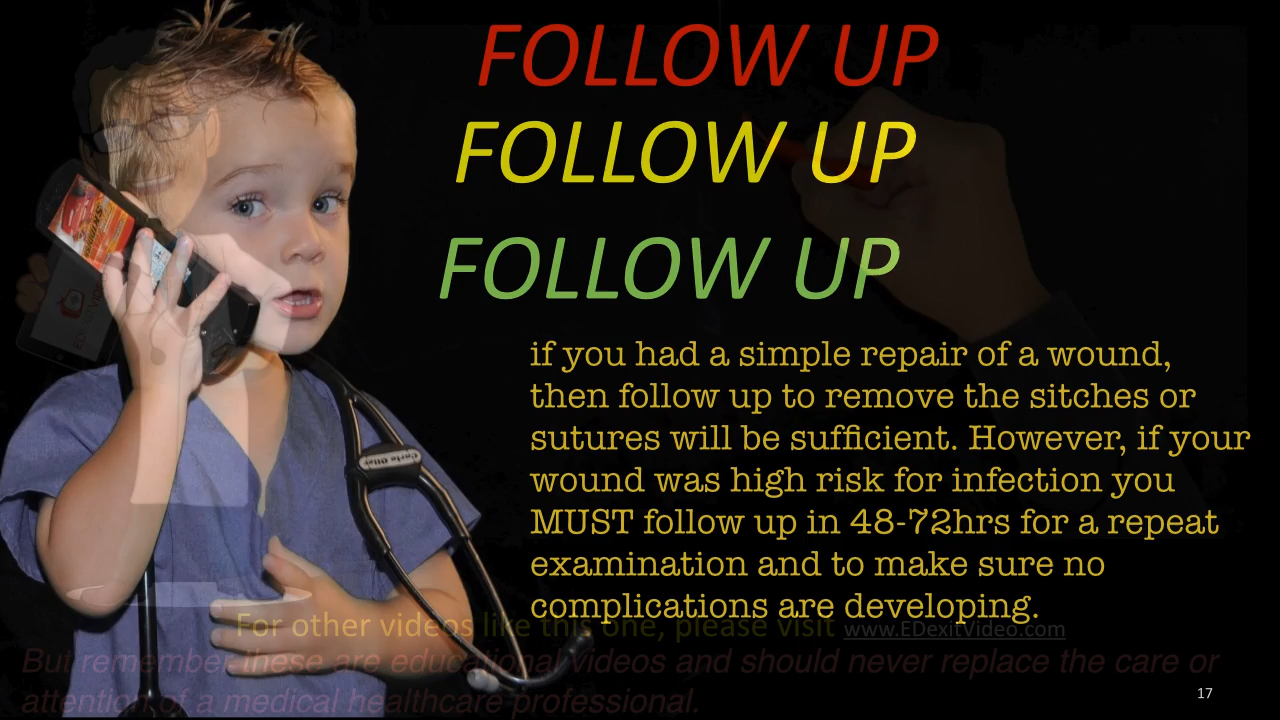 FOLLOW UP
FOLLOW UP
FOLLOW UP
if you had a simple repair of a wound,
then follow up to remove the sitches or
sutures will be sufficient. However, if your
wound was high risk for infection you
MUST follow up in 48-72hrs for a repeat
examination and to make sure no
complications are developing.
For other videos like this one, please visit www.EDexitVideo.com
But remember these are educational videos and should never replace the care or
attention of a medical healthcare professional.
17